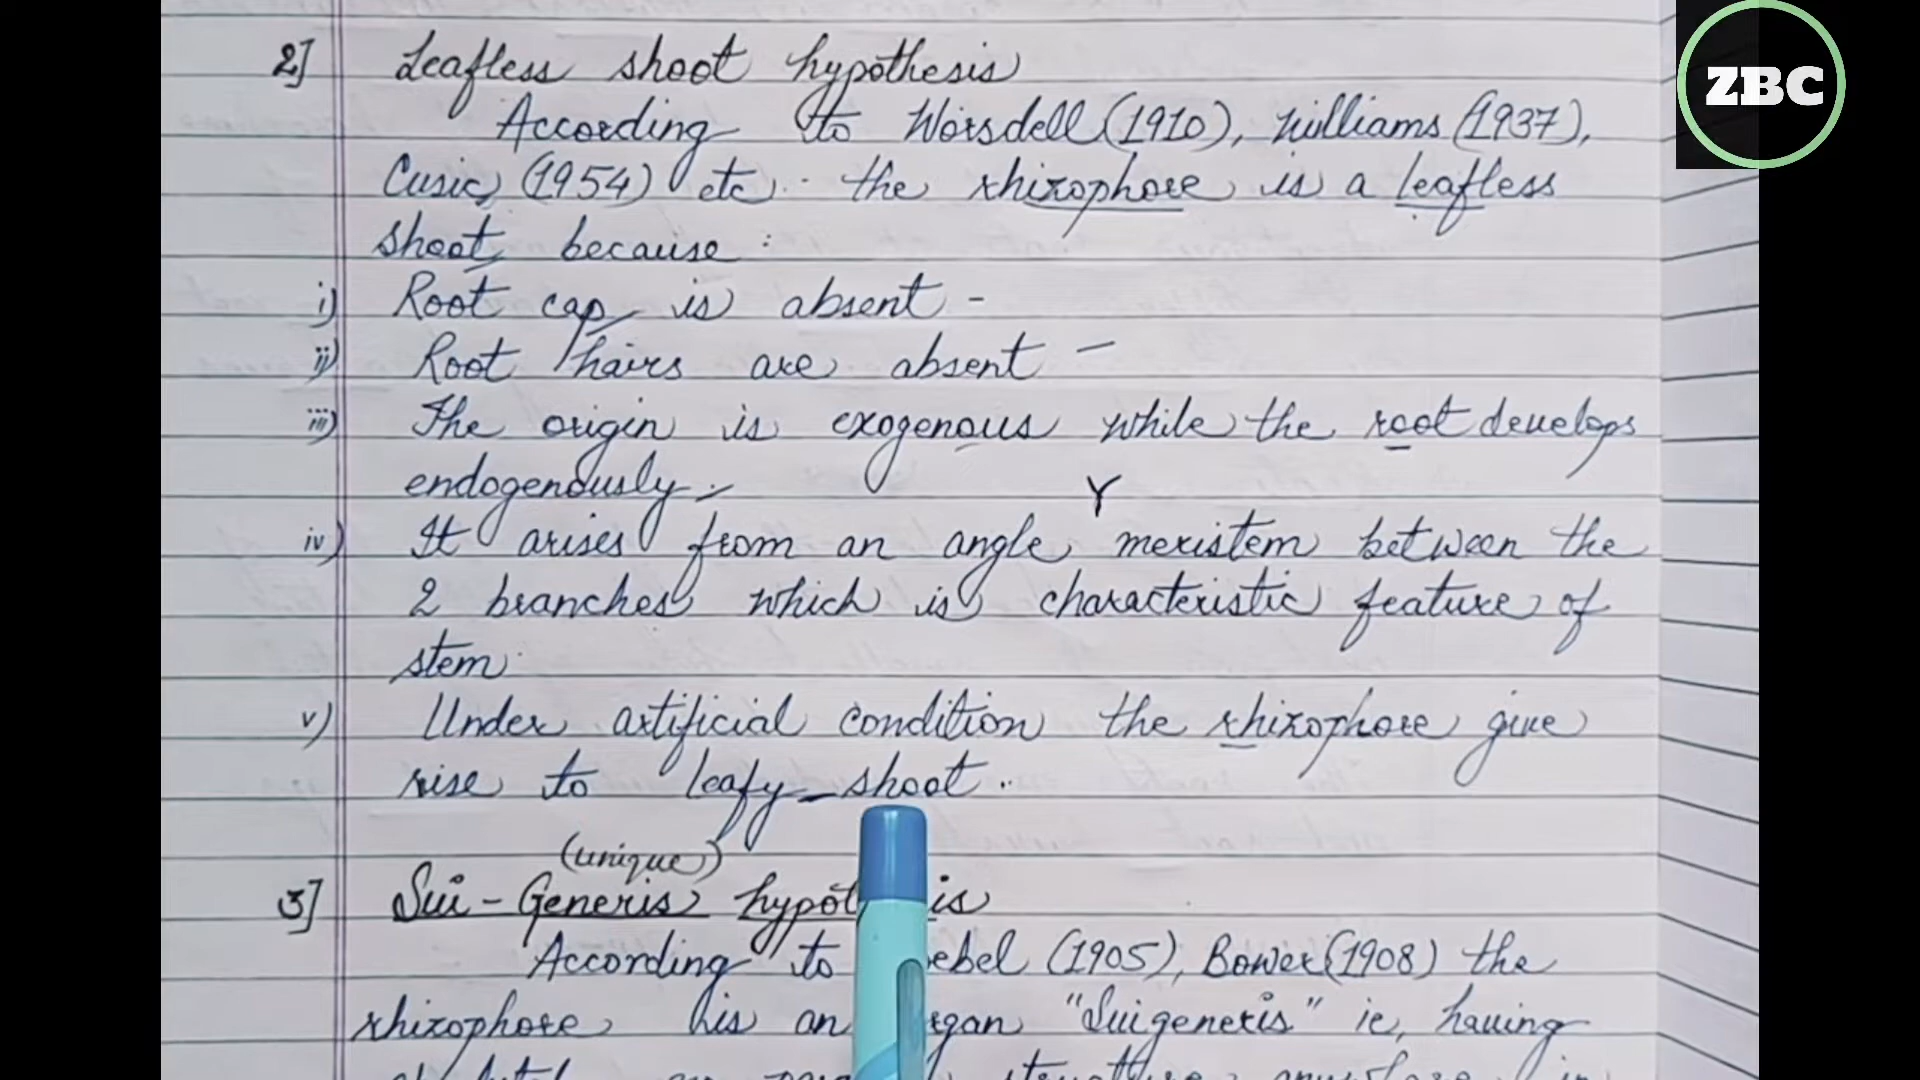 ZBC
2] Leafless shoot hypothesis
According to Worsdell (1910), Williams (1937),
Cusic, (1954) etc. the rhizophore is a leafless
shoot because :
i) Root cap is absent -
ii) Root hairs are absent -
iii) The origin is exogenous while the root develops
endogenously.
Y
iv) It arises from an angle meristem between the
2 branches which is characteristic feature of
stem.
v) Under artificial condition the rhizophore give
rise to leafy shoot.
(unique)
3] Sui-Generis
According to (1905), Bower (1908) the
rhizophore is an "Suigeneris" ie, having